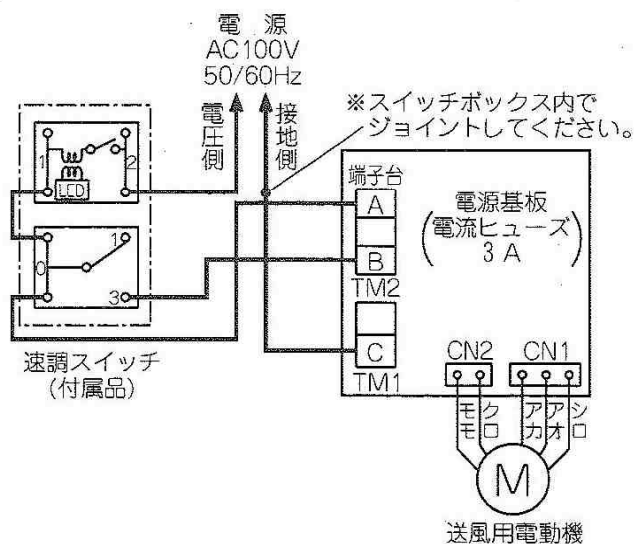 電源
AC100V
50/60Hz
電圧側
接地側
※スイッチボックス内で
ジョイントしてください。
1
2
LED
1
0
3
速調スイッチ
(付属品)
端子台
A
B
TM2
C
TM1
電源基板
(電流ヒューズ)
3A
CN2
CN1
モモ
クロ
アカ
アオ
シロ
M
送風用電動機